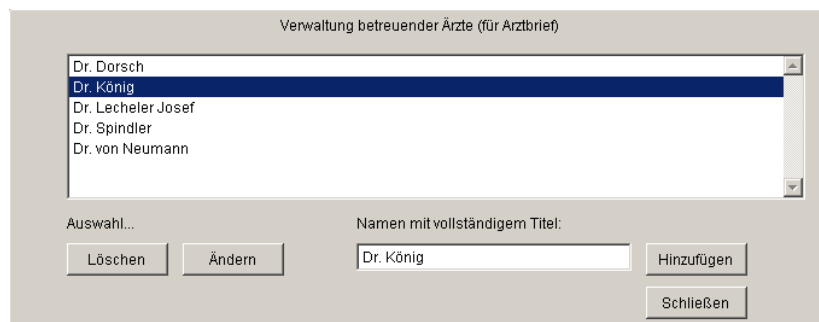 Verwaltung betreuender Ärzte (für Arztbrief)
Dr. Dorsch
Dr. König
Dr. Lecheler Josef
Dr. Spindler
Dr. von Neumann
Auswahl...
Namen mit vollständigem Titel:
Löschen
Ändern
Dr. König
Hinzufügen
Schließen